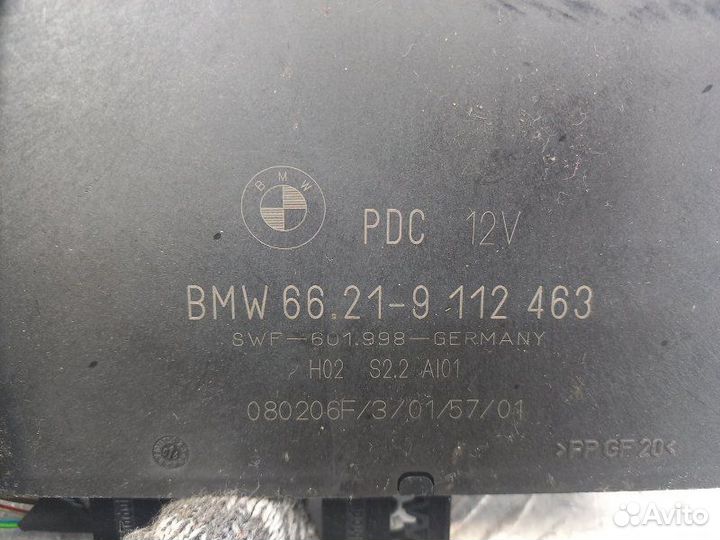 BMW
PDC 12V
BMW 66.21-9 112 463
SWF-601.998-GERMANY
H02 S2.2 AI01
080206F/3/01/57/01
>PP GF 20<
Avito